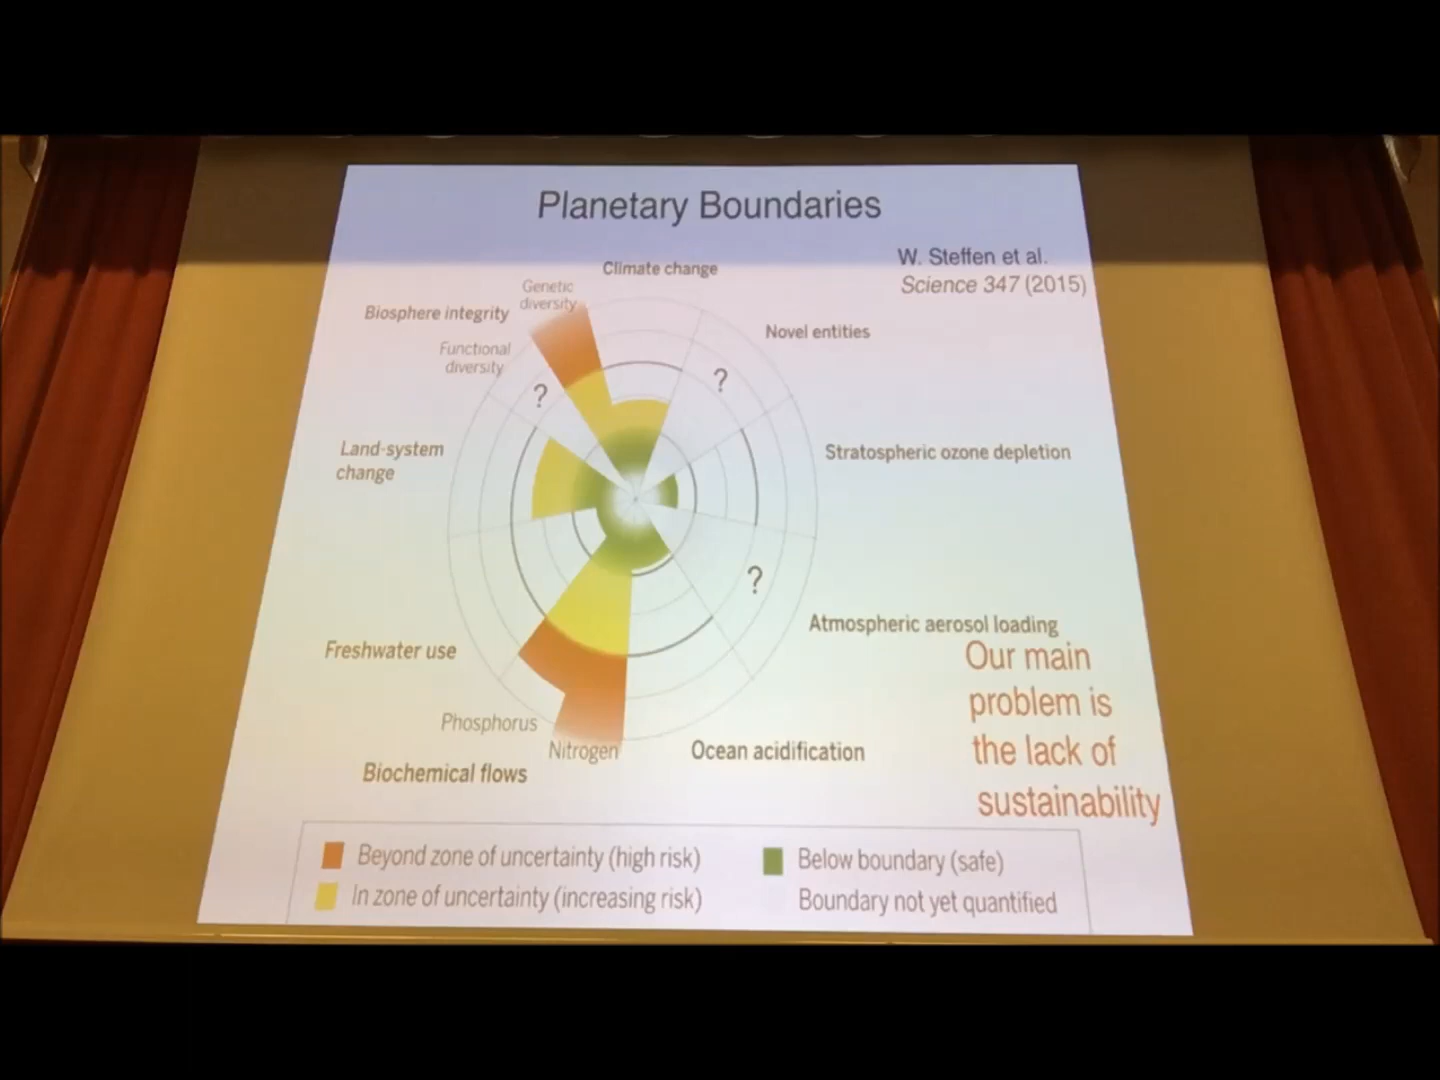 Planetary Boundaries
W. Steffen et al.
Science 347 (2015)
Climate change
Genetic
diversity
Biosphere integrity
Novel entities
Functional
diversity
?
?
Land-system
change
Stratospheric ozone depletion
?
Atmospheric aerosol loading
Freshwater use
Our main
problem is
the lack of
sustainability
Phosphorus
Nitrogen
Ocean acidification
Biochemical flows
Beyond zone of uncertainty (high risk)
In zone of uncertainty (increasing risk)
Below boundary (safe)
Boundary not yet quantified